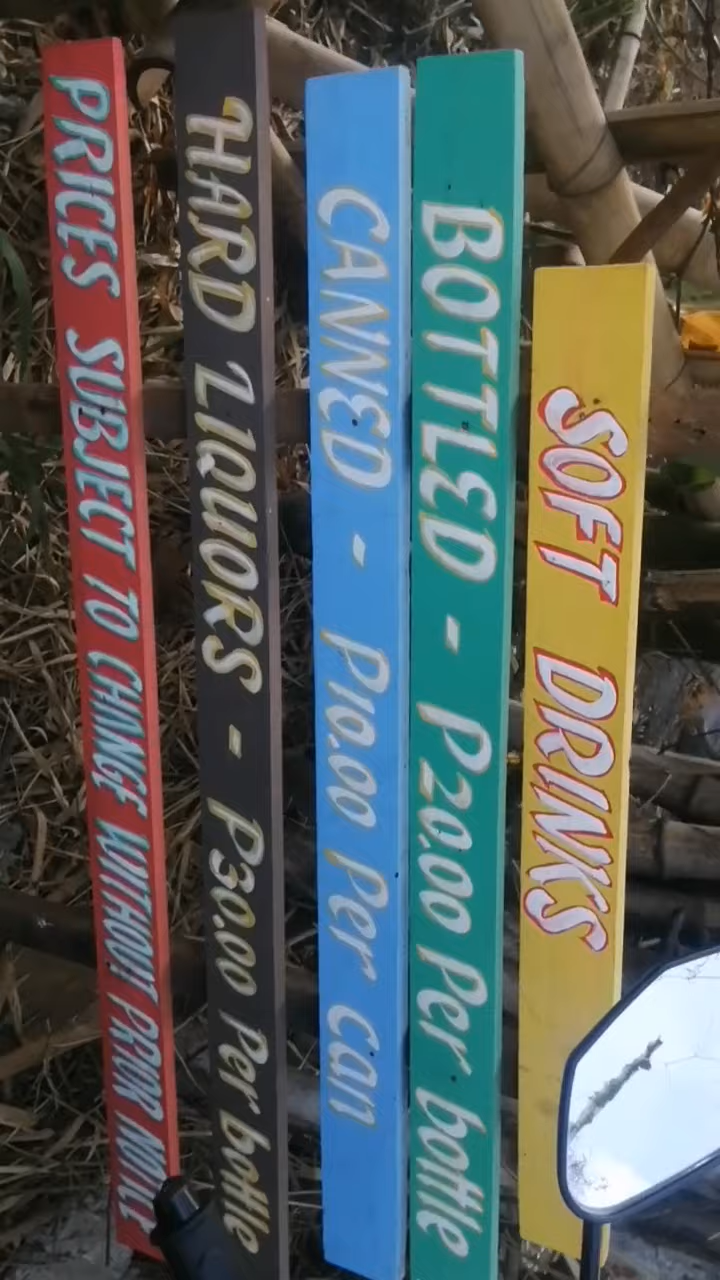 SOFT DRINKS
BOTTLED - P20.00 Per bottle
CANNED - P10.00 Per can
HARD LIQUORS - P30.00 Per bottle
PRICES SUBJECT TO CHANGE WITHOUT PRIOR NOTICE